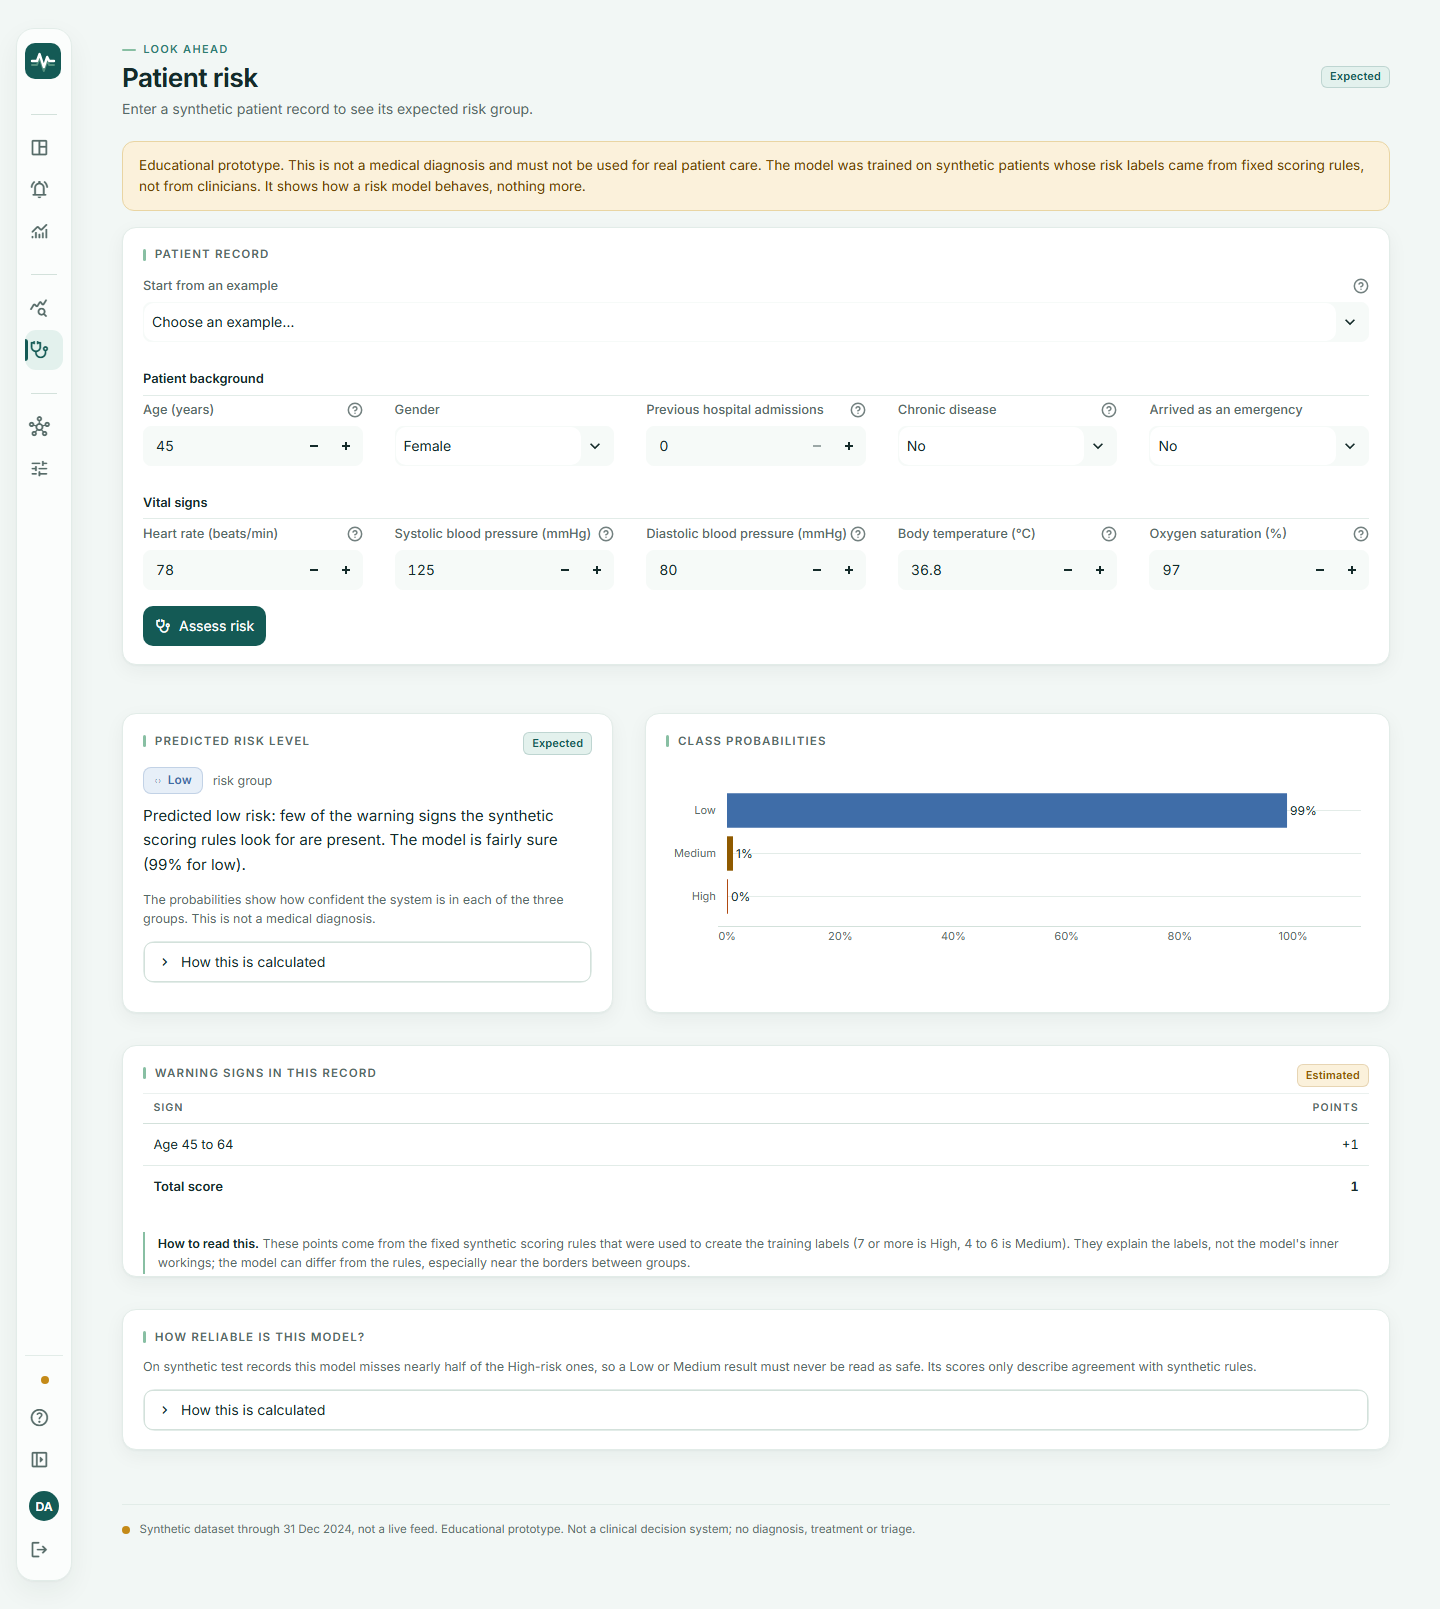 LOOK AHEAD
Patient risk
Expected
Enter a synthetic patient record to see its expected risk group.
Educational prototype. This is not a medical diagnosis and must not be used for real patient care. The model was trained on synthetic patients whose risk labels came from fixed scoring rules,
not from clinicians. It shows how a risk model behaves, nothing more.
PATIENT RECORD
Start from an example
Choose an example...
Patient background
Age (years) Gender Previous hospital admissions Chronic disease Arrived as an emergency
45 Female 0 No No
Vital signs
Heart rate (beats/min) Systolic blood pressure (mmHg) Diastolic blood pressure (mmHg) Body temperature (°C) Oxygen saturation (%)
78 125 80 36.8 97
Assess risk
PREDICTED RISK LEVEL
Expected
Low risk group
Predicted low risk: few of the warning signs the synthetic
scoring rules look for are present. The model is fairly sure
(99% for low).
The probabilities show how confident the system is in each of the three
groups. This is not a medical diagnosis.
How this is calculated
CLASS PROBABILITIES
Low 99%
Medium 1%
High 0%
0% 20% 40% 60% 80% 100%
WARNING SIGNS IN THIS RECORD
Estimated
SIGN POINTS
Age 45 to 64 +1
Total score 1
How to read this. These points come from the fixed synthetic scoring rules that were used to create the training labels (7 or more is High, 4 to 6 is Medium). They explain the labels, not the model's inner
workings; the model can differ from the rules, especially near the borders between groups.
HOW RELIABLE IS THIS MODEL?
On synthetic test records this model misses nearly half of the High-risk ones, so a Low or Medium result must never be read as safe. Its scores only describe agreement with synthetic rules.
How this is calculated
DA
Synthetic dataset through 31 Dec 2024, not a live feed. Educational prototype. Not a clinical decision system; no diagnosis, treatment or triage.